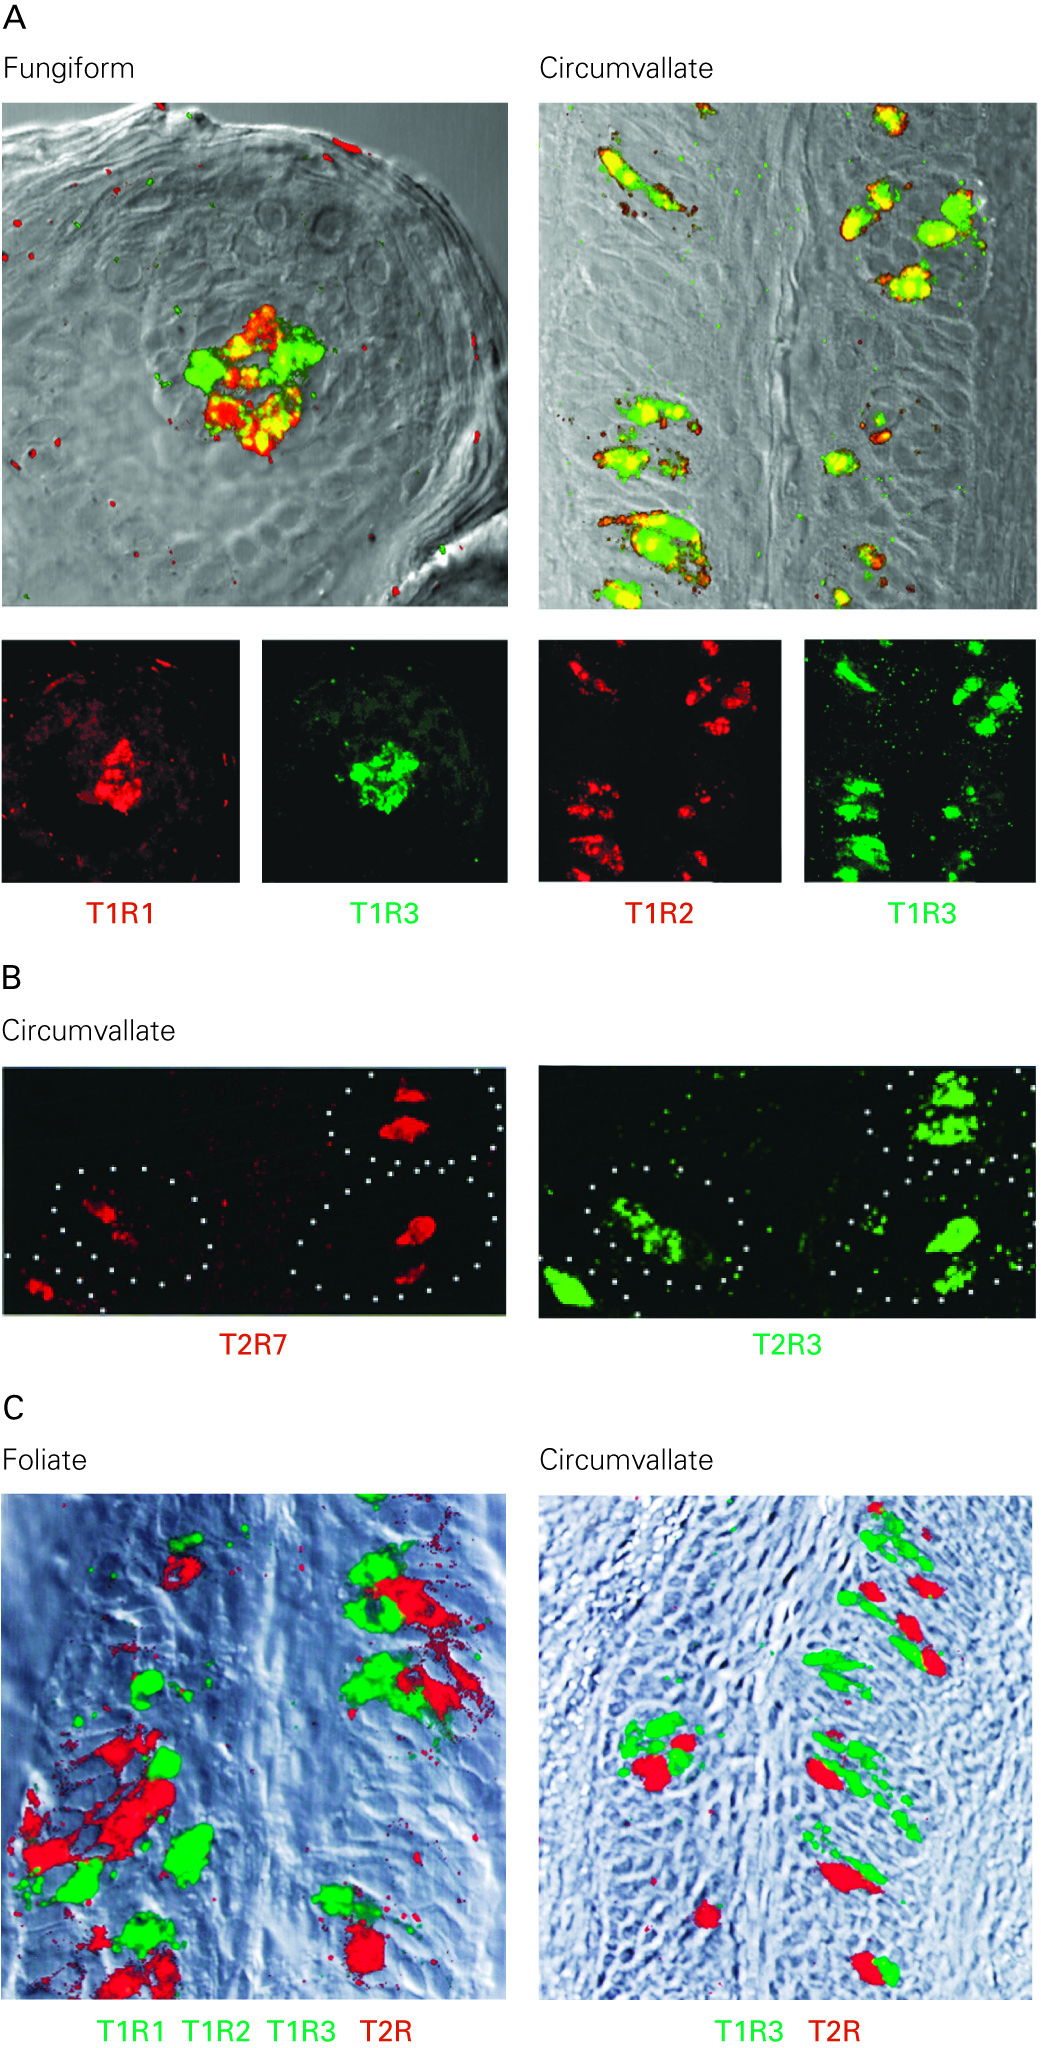 A
Fungiform Circumvallate
T1R1 T1R3 T1R2 T1R3
B
Circumvallate
T2R7 T2R3
C
Foliate Circumvallate
T1R1 T1R2 T1R3 T2R T1R3 T2R